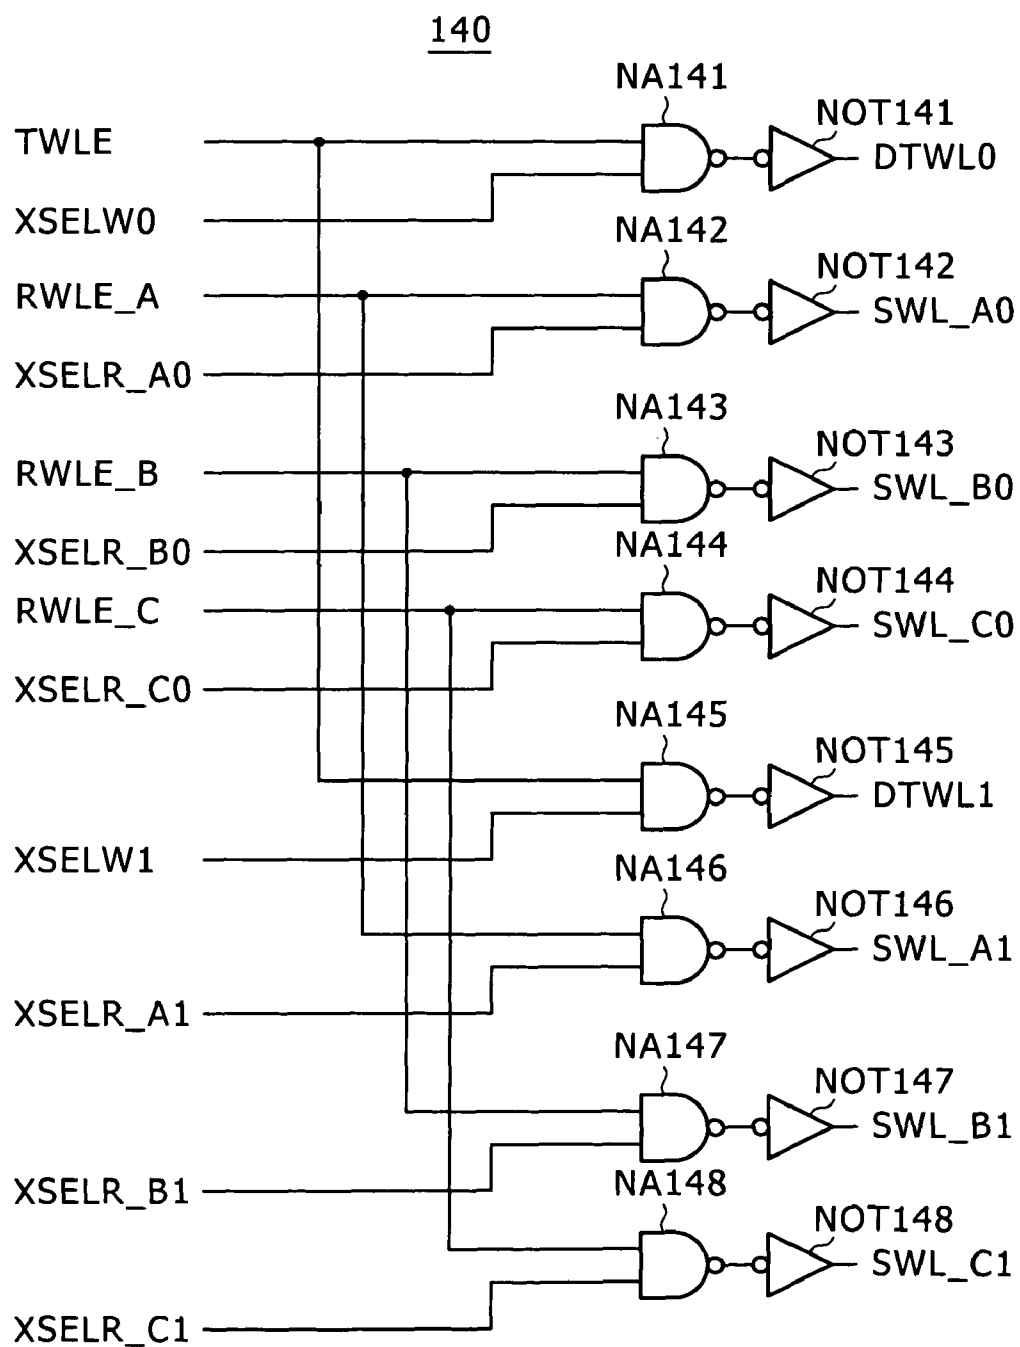 140
NA141
NOT141
TWLE
DTWL0
XSELW0
NA142
NOT142
RWLE_A
SWL_A0
XSELR_A0
NA143
NOT143
RWLE_B
SWL_B0
XSELR_B0
NA144
NOT144
RWLE_C
SWL_C0
XSELR_C0
NA145
NOT145
DTWL1
XSELW1
NA146
NOT146
SWL_A1
XSELR_A1
NA147
NOT147
SWL_B1
XSELR_B1
NA148
NOT148
SWL_C1
XSELR_C1